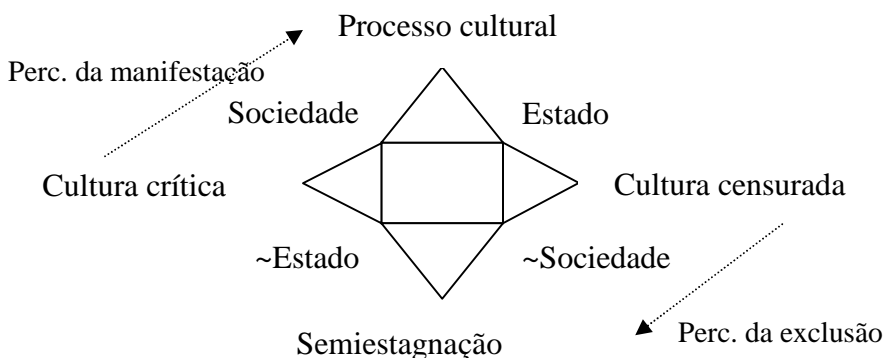 Processo cultural
Perc. da manifestação
Sociedade
Estado
Cultura crítica
Cultura censurada
~Estado
~Sociedade
Perc. da exclusão
Semiestagnação